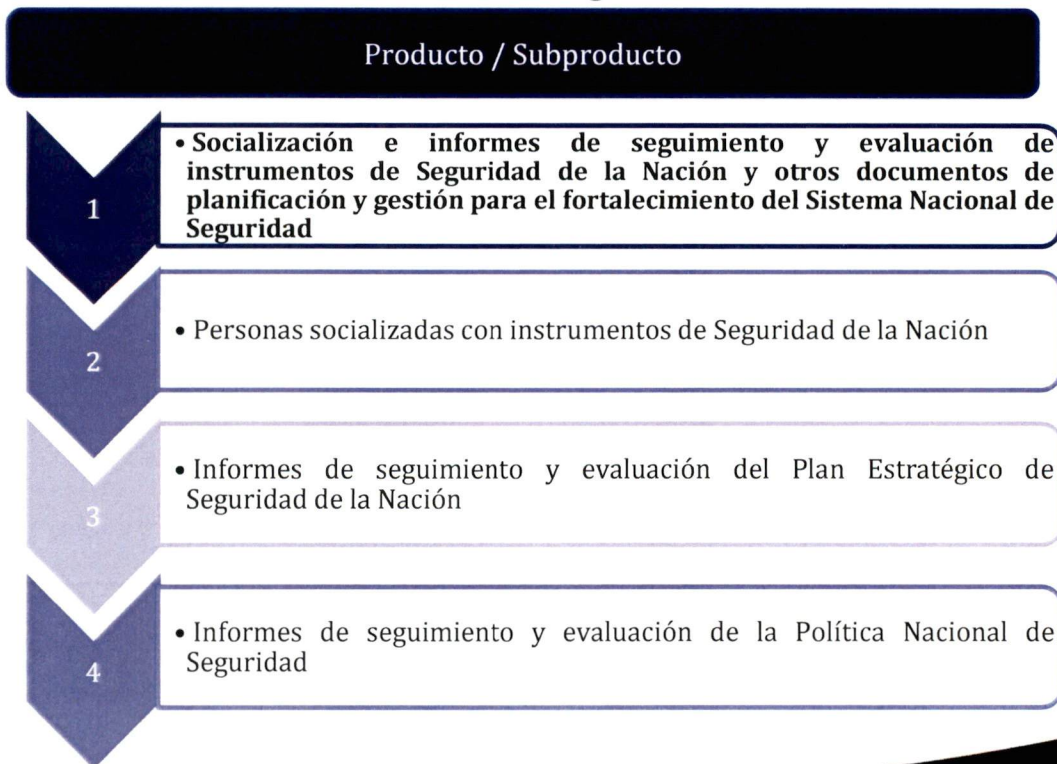 Producto / Subproducto
1
• Socialización e informes de seguimiento y evaluación de
instrumentos de Seguridad de la Nación y otros documentos de
planificación y gestión para el fortalecimiento del Sistema Nacional de
Seguridad
2
• Personas socializadas con instrumentos de Seguridad de la Nación
3
• Informes de seguimiento y evaluación del Plan Estratégico de
Seguridad de la Nación
4
• Informes de seguimiento y evaluación de la Política Nacional de
Seguridad